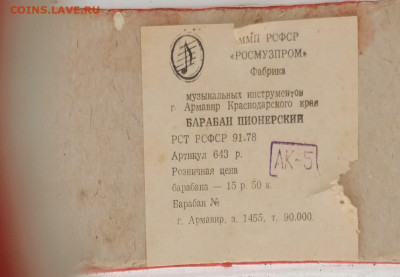 COINS.LAVE.RU
ММП РСФСР
«РОСМУЗПРОМ»
Фабрика
музыкальных инструментов
г. Армавир Краснодарского края
БАРАБАН ПИОНЕРСКИЙ
РСТ РСФСР 91.78
Артикул 643 р.
Розничная цена
барабана — 15 р. 50 к.
Барабан №
ЛК-5
г. Армавир, з. 1455, т. 90.000.